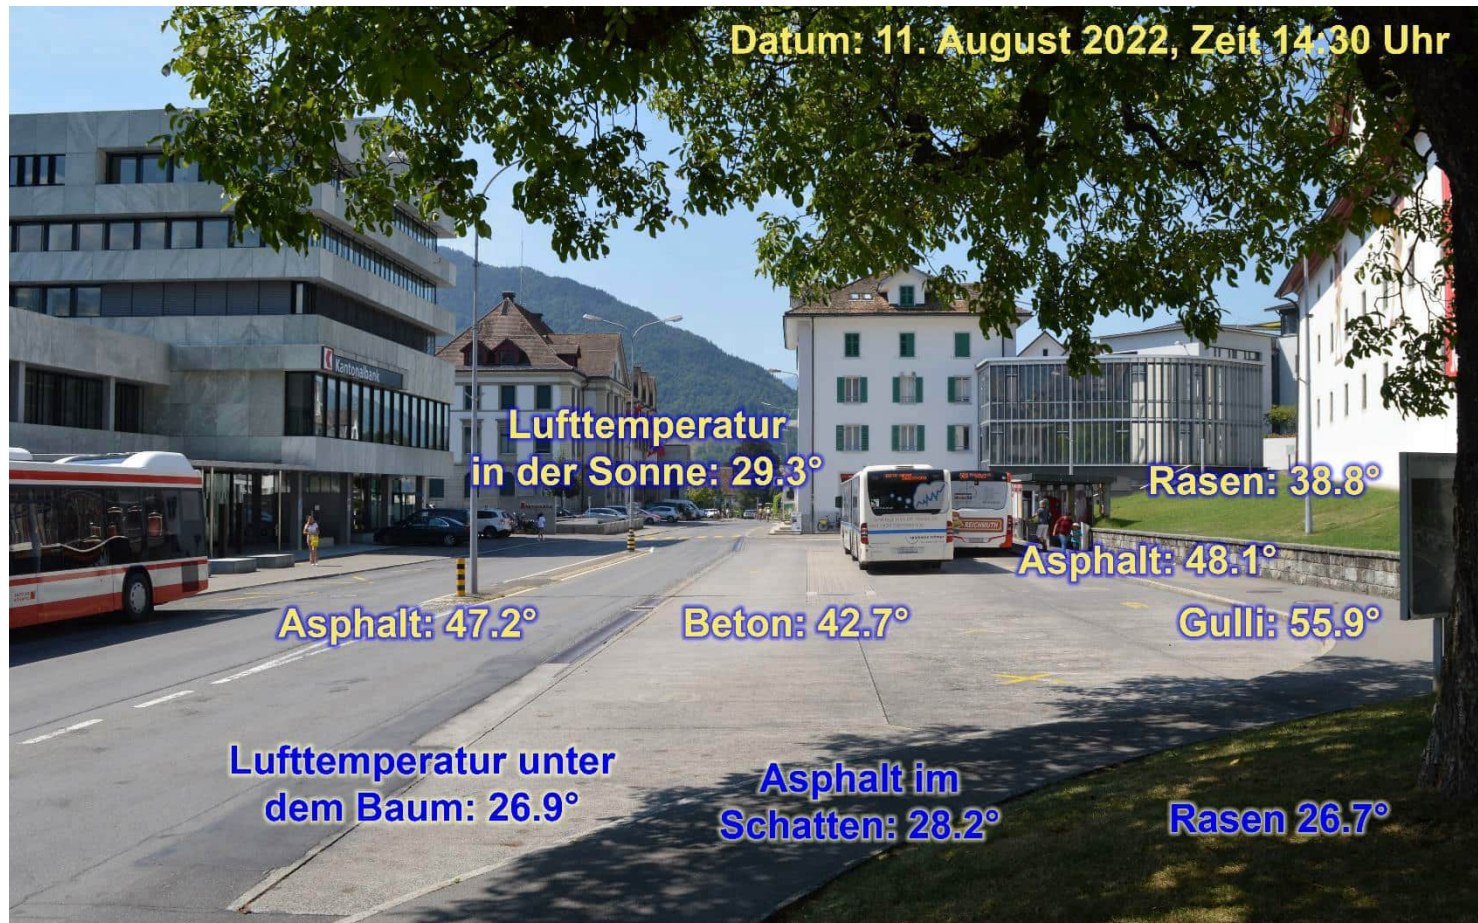 Datum: 11. August 2022, Zeit 14:30 Uhr
Kantonalbank
Lufttemperatur
in der Sonne: 29.3°
Rasen: 38.8°
REICHMUTH
Asphalt: 48.1°
Asphalt: 47.2°
Beton: 42.7°
Gulli: 55.9°
Lufttemperatur unter
dem Baum: 26.9°
Asphalt im
Schatten: 28.2°
Rasen 26.7°